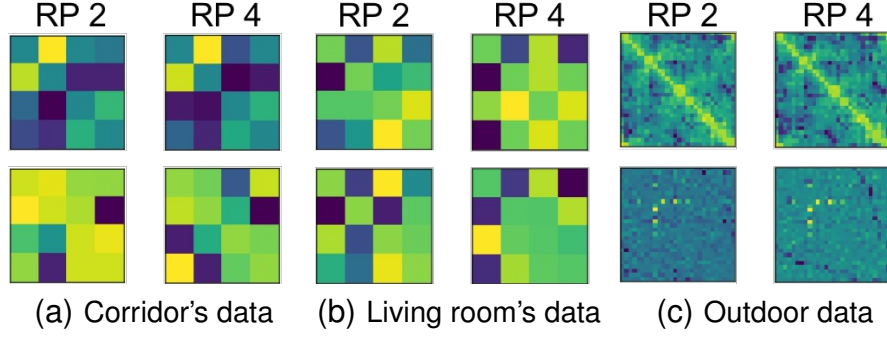 RP 2 RP 4 RP 2 RP 4 RP 2 RP 4
(a) Corridor's data (b) Living room's data (c) Outdoor data